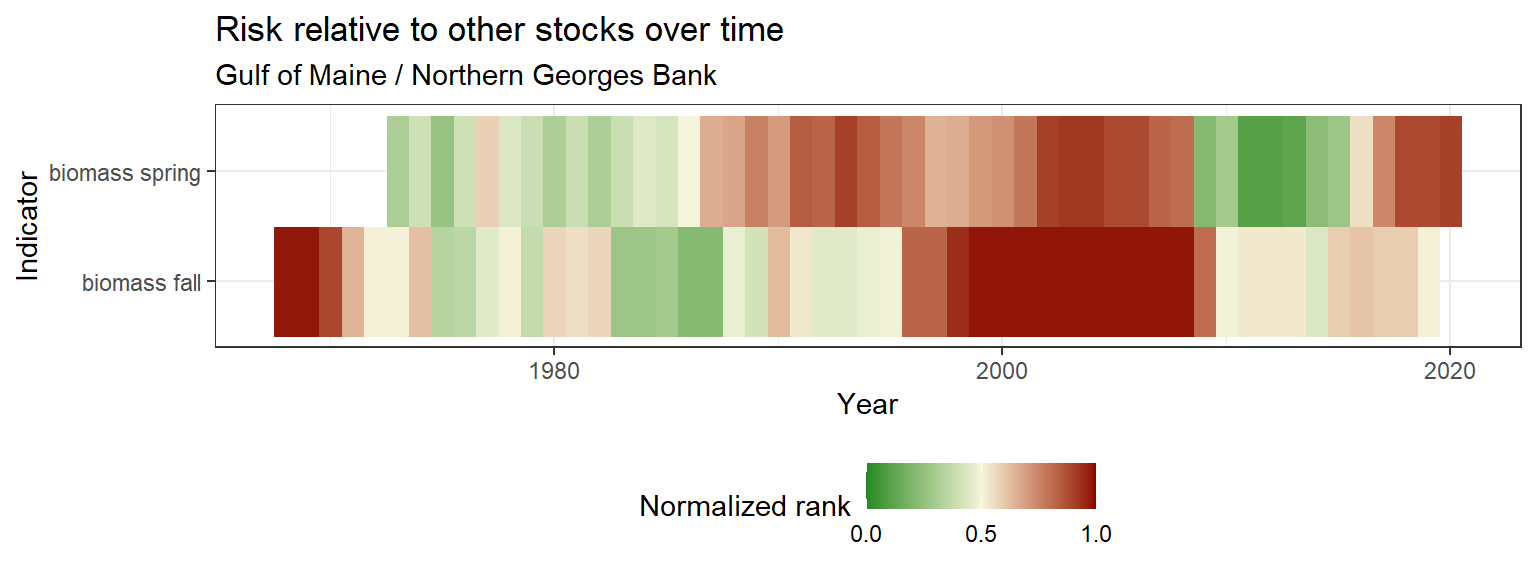 Risk relative to other stocks over time
Gulf of Maine / Northern Georges Bank
Indicator
biomass spring
biomass fall
1980
2000
2020
Year
Normalized rank
0.0
0.5
1.0